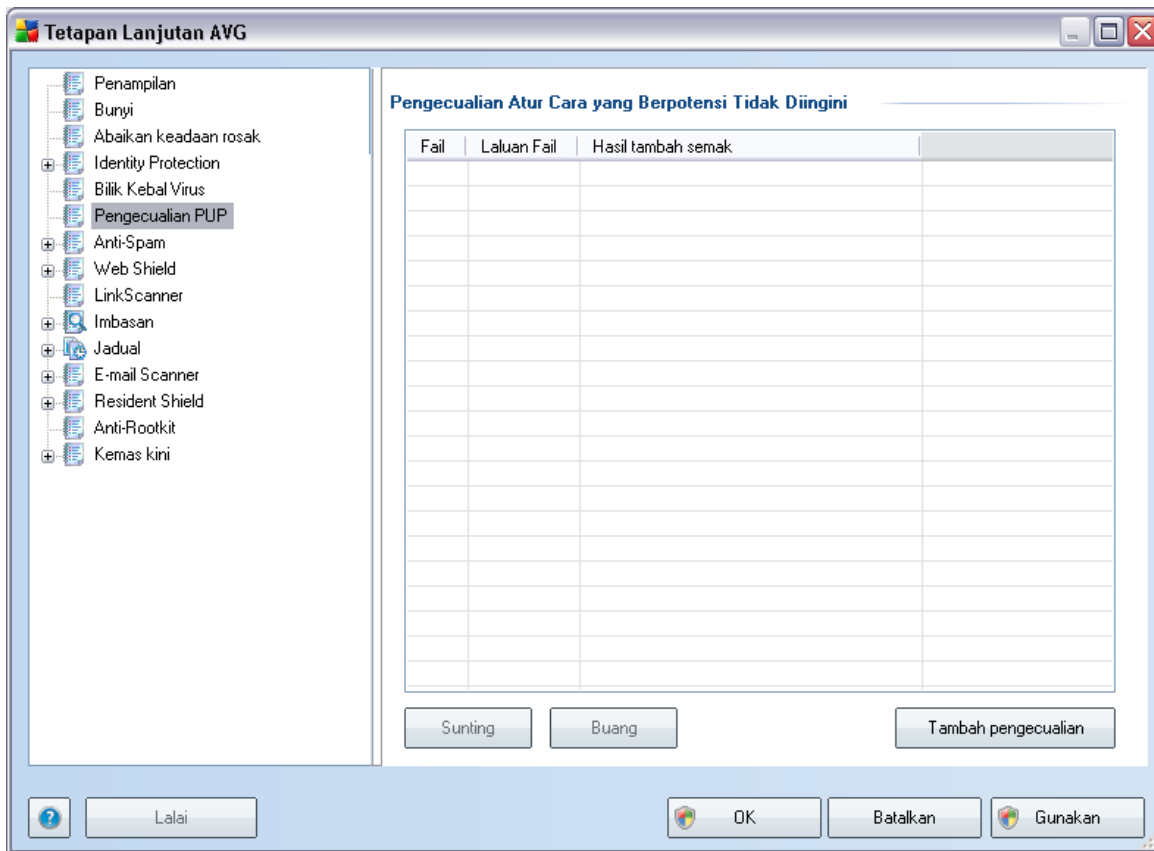 Tetapan Lanjutan AVG
Penampilan
Bunyi
Abaikan keadaan rosak
Identity Protection
Bilik Kebal Virus
Pengecualian PUP
Anti-Spam
Web Shield
LinkScanner
Imbasan
Jadual
E-mail Scanner
Resident Shield
Anti-Rootkit
Kemas kini
Pengecualian Atur Cara yang Berpotensi Tidak Diingini
Fail Laluan Fail Hasil tambah semak
Sunting Buang Tambah pengecualian
Lalai OK Batalkan Gunakan